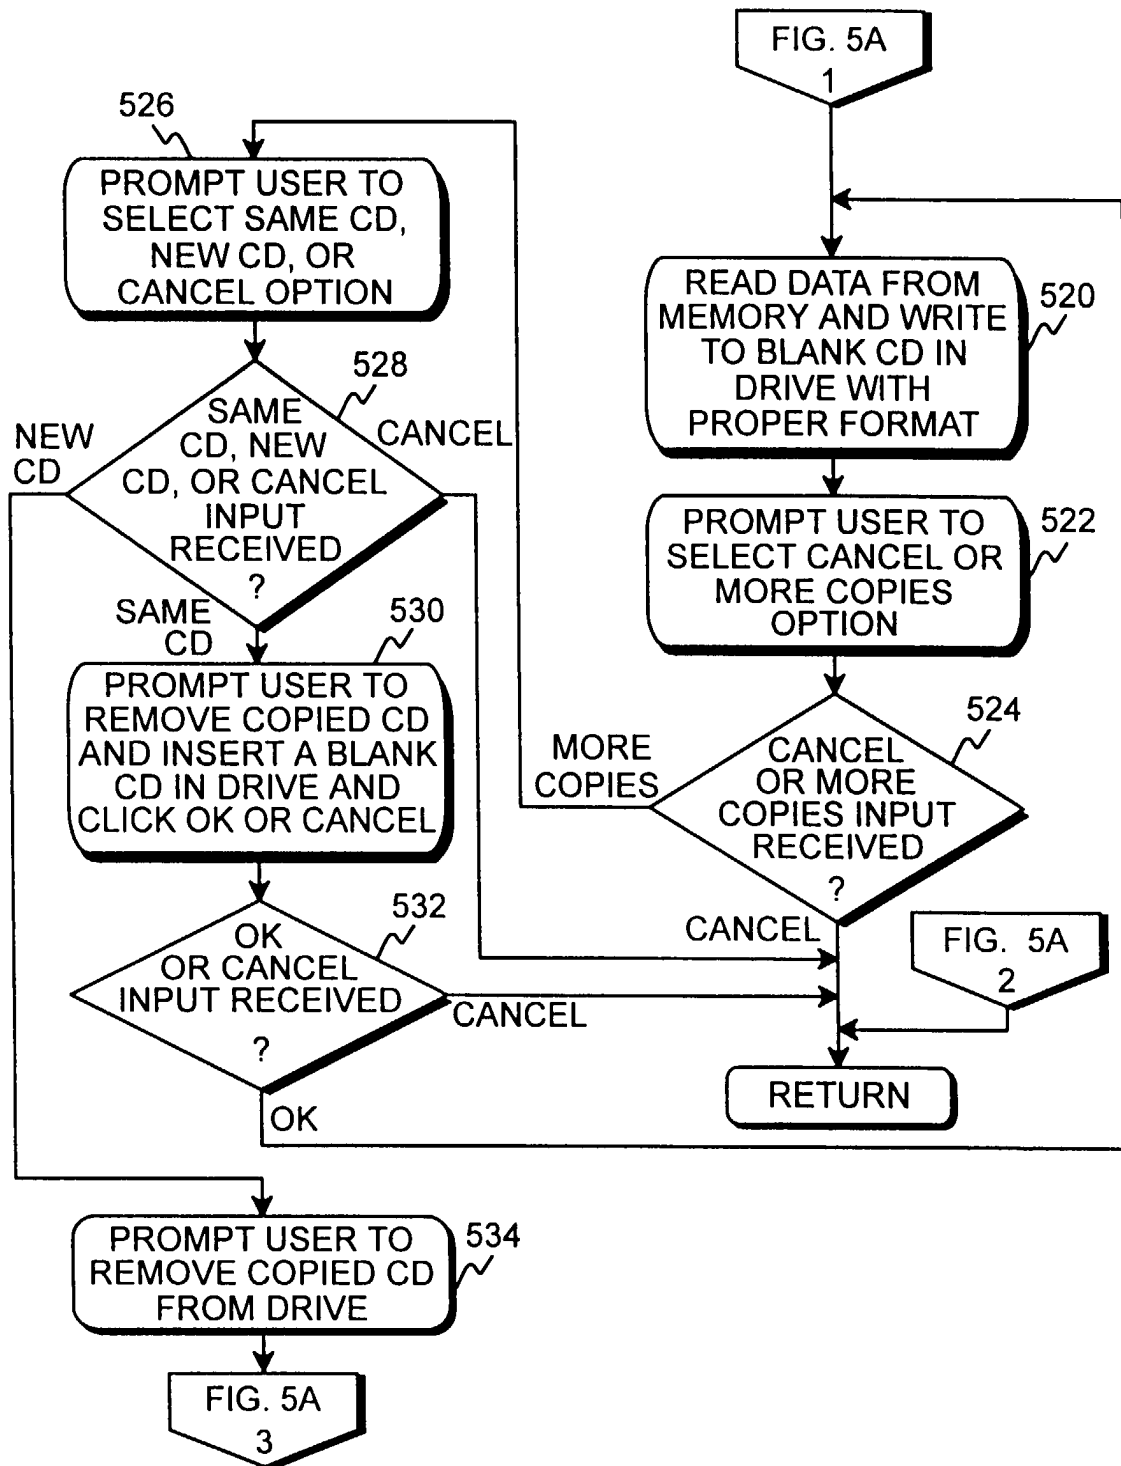 FIG. 5A
1
526
PROMPT USER TO
SELECT SAME CD,
NEW CD, OR
CANCEL OPTION
READ DATA FROM
MEMORY AND WRITE
TO BLANK CD IN
DRIVE WITH
PROPER FORMAT
520
528
SAME
CD, NEW
CD, OR CANCEL
INPUT
RECEIVED
?
NEW
CD
CANCEL
SAME
CD
PROMPT USER TO
SELECT CANCEL OR
MORE COPIES
OPTION
522
530
PROMPT USER TO
REMOVE COPIED CD
AND INSERT A BLANK
CD IN DRIVE AND
CLICK OK OR CANCEL
524
CANCEL
OR MORE
COPIES INPUT
RECEIVED
?
MORE
COPIES
CANCEL
532
OK
OR CANCEL
INPUT RECEIVED
?
CANCEL
OK
FIG. 5A
2
RETURN
PROMPT USER TO
REMOVE COPIED CD
FROM DRIVE
534
FIG. 5A
3